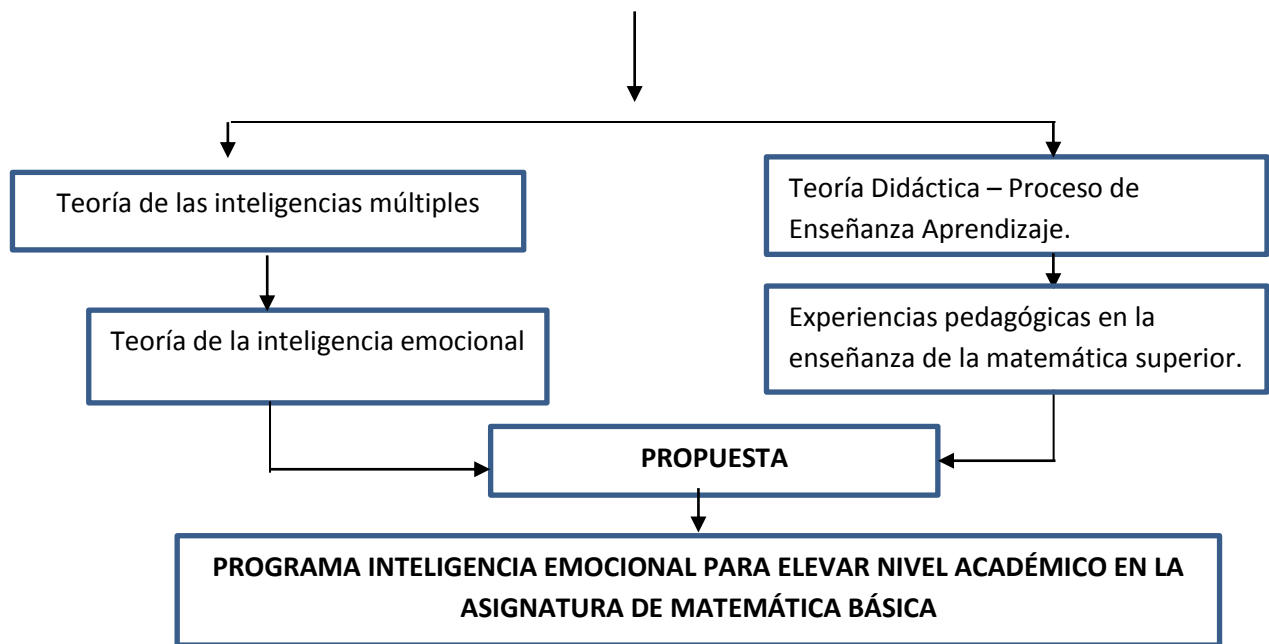 Teoría de las inteligencias múltiples
Teoría Didáctica – Proceso de
Enseñanza Aprendizaje.
Teoría de la inteligencia emocional
Experiencias pedagógicas en la
enseñanza de la matemática superior.
PROPUESTA
PROGRAMA INTELIGENCIA EMOCIONAL PARA ELEVAR NIVEL ACADÉMICO EN LA
ASIGNATURA DE MATEMÁTICA BÁSICA